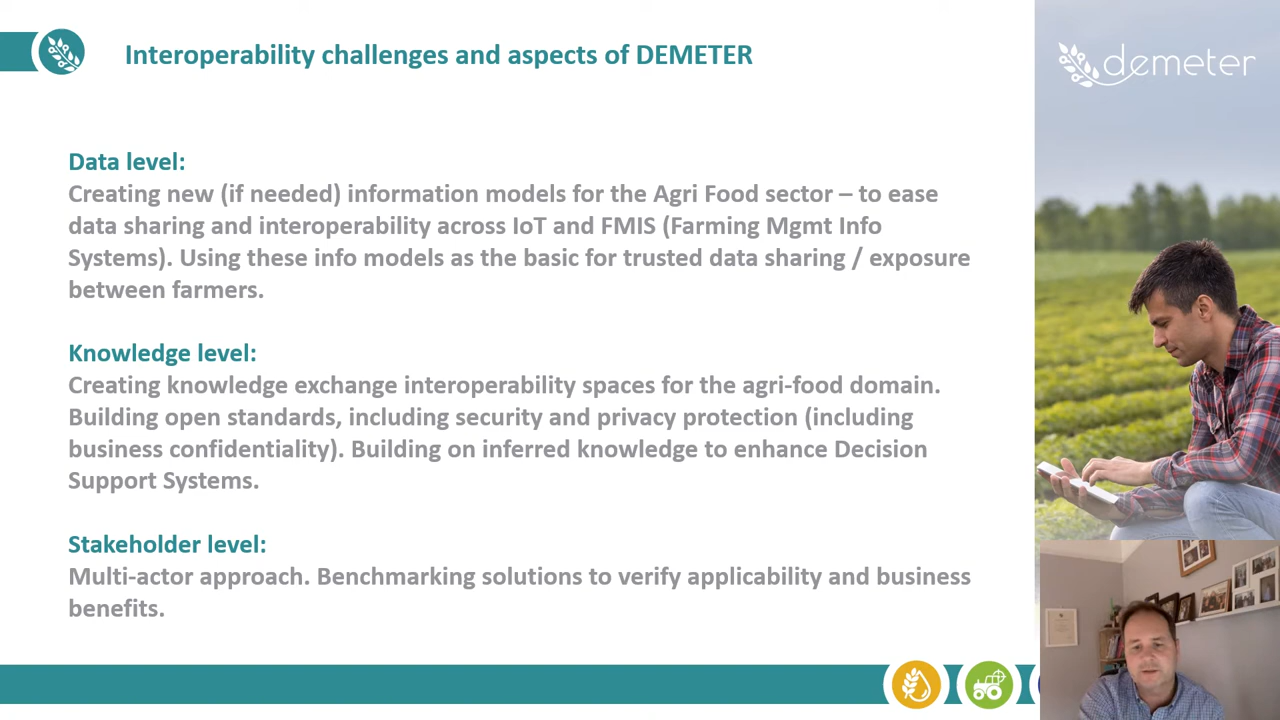 Interoperability challenges and aspects of DEMETER
demeter
Data level:
Creating new (if needed) information models for the Agri Food sector – to ease
data sharing and interoperability across IoT and FMIS (Farming Mgmt Info
Systems). Using these info models as the basic for trusted data sharing / exposure
between farmers.
Knowledge level:
Creating knowledge exchange interoperability spaces for the agri-food domain.
Building open standards, including security and privacy protection (including
business confidentiality). Building on inferred knowledge to enhance Decision
Support Systems.
Stakeholder level:
Multi-actor approach. Benchmarking solutions to verify applicability and business
benefits.